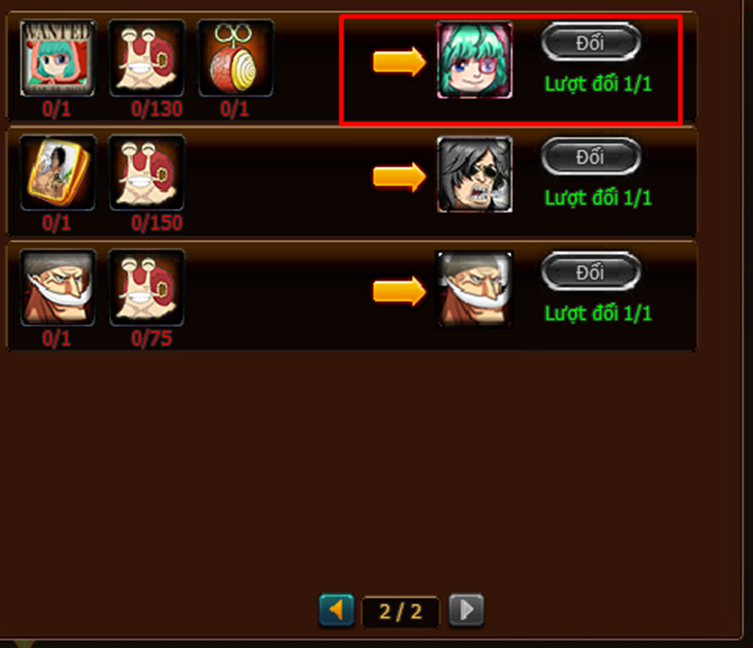 WANTED
Đổi
Lượt đổi 1/1
0/1 0/130 0/1
Đổi
Lượt đổi 1/1
0/1 0/150
Đổi
Lượt đổi 1/1
0/1 0/75
2 / 2